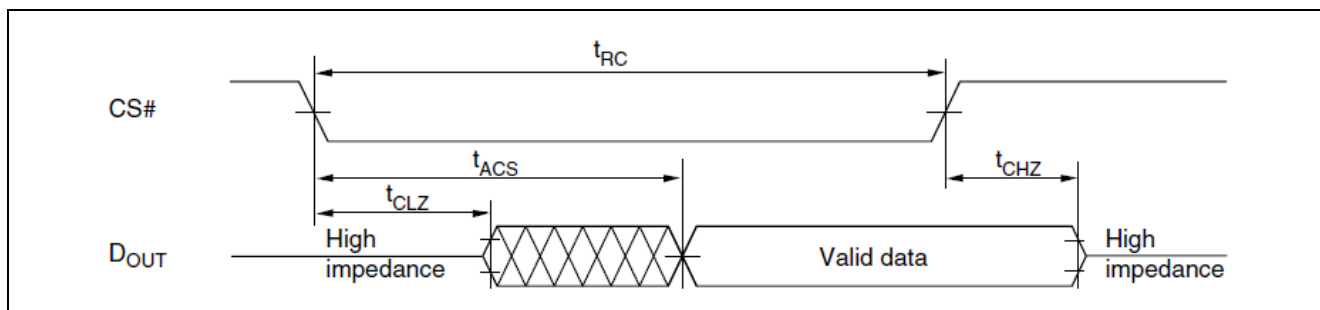 tRC
CS#
tACS
tCHZ
tCLZ
DOUT
High
impedance
Valid data
High
impedance